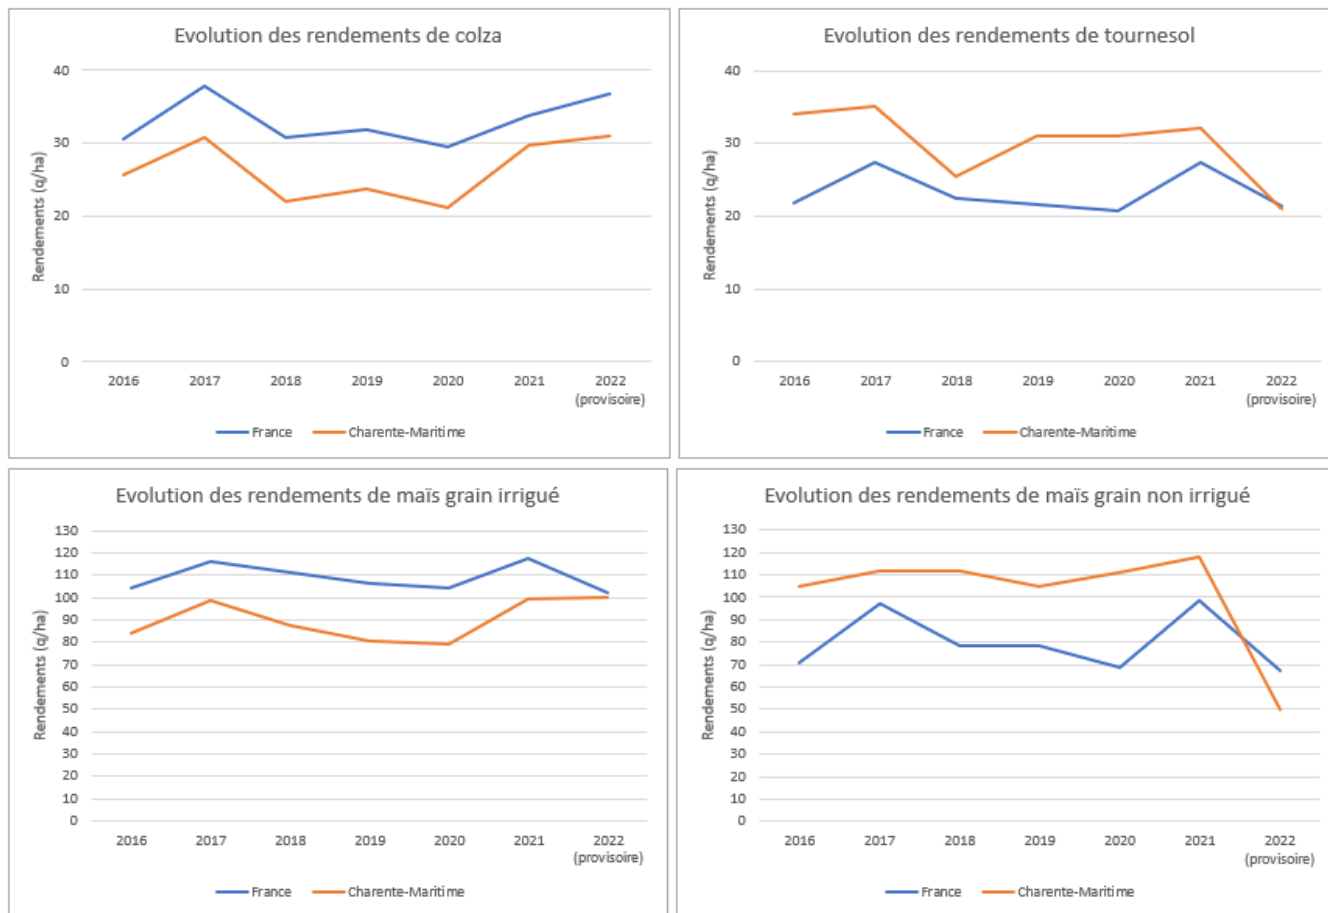 Evolution des rendements de colza
40
30
20
10
0
Rendements (q/ha)
2016 2017 2018 2019 2020 2021 2022
(provisoire)
France Charente-Maritime
Evolution des rendements de tournesol
40
30
20
10
0
Rendements (q/ha)
2016 2017 2018 2019 2020 2021 2022
(provisoire)
France Charente-Maritime
Evolution des rendements de maïs grain irrigué
130
120
110
100
90
80
70
60
50
40
30
20
10
0
Rendements (q/ha)
2016 2017 2018 2019 2020 2021 2022
(provisoire)
France Charente-Maritime
Evolution des rendements de maïs grain non irrigué
130
120
110
100
90
80
70
60
50
40
30
20
10
0
Rendements (q/ha)
2016 2017 2018 2019 2020 2021 2022
(provisoire)
France Charente-Maritime